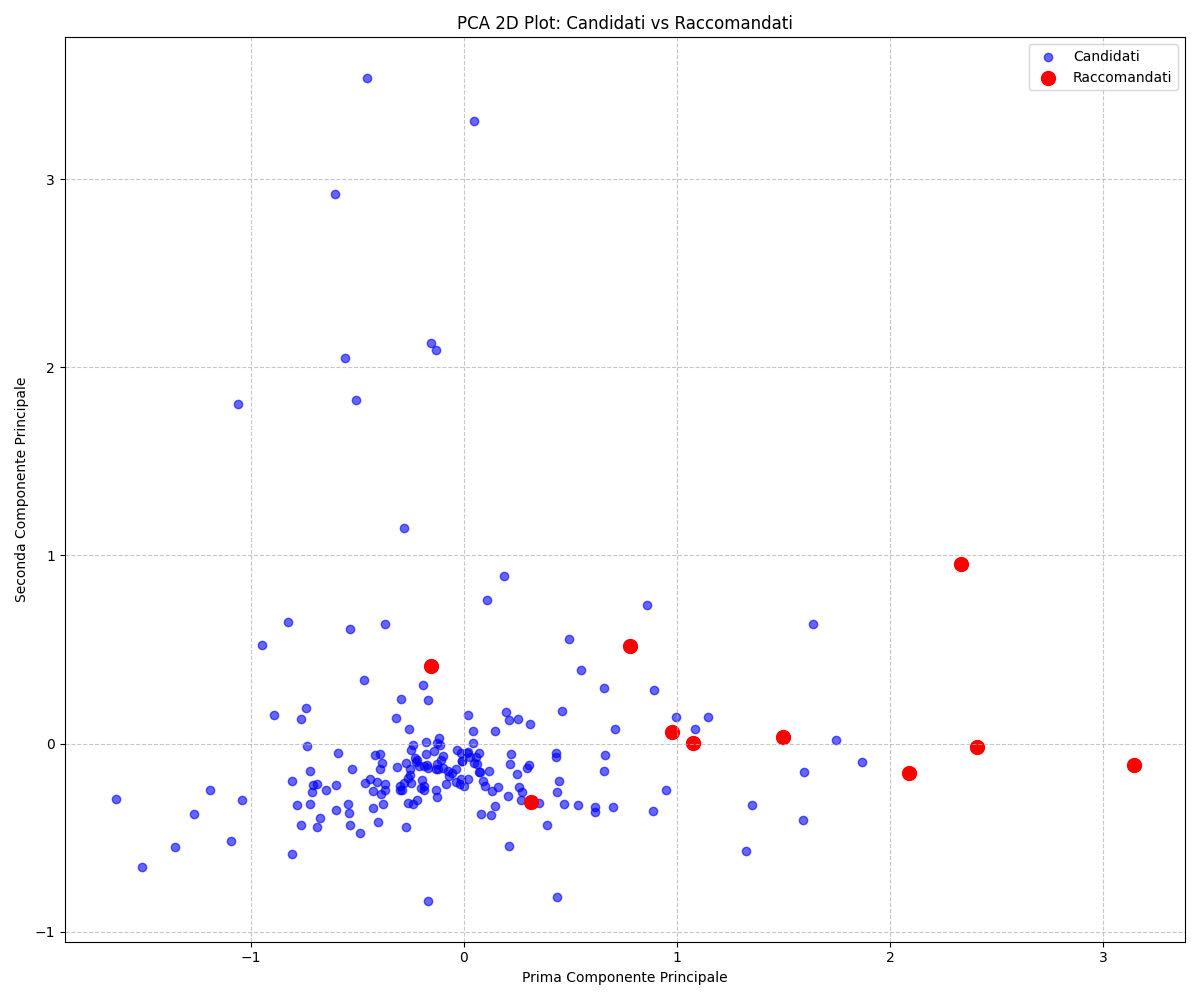 PCA 2D Plot: Candidati vs Raccomandati
Candidati
Raccomandati
3
2
1
0
−1
Seconda Componente Principale
−1
0
1
2
3
Prima Componente Principale